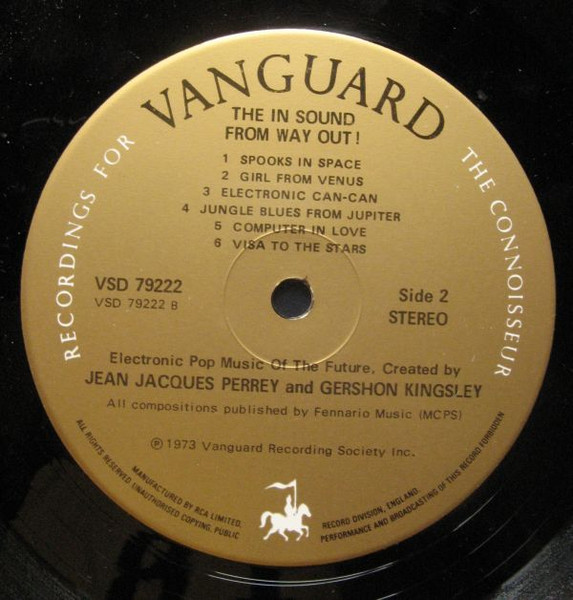 VANGUARD
RECORDINGS FOR
THE CONNOISSEUR
THE IN SOUND
FROM WAY OUT!
1 SPOOKS IN SPACE
2 GIRL FROM VENUS
3 ELECTRONIC CAN-CAN
4 JUNGLE BLUES FROM JUPITER
5 COMPUTER IN LOVE
6 VISA TO THE STARS
VSD 79222
VSD 79222 B
Side 2
STEREO
Electronic Pop Music Of The Future, Created by
JEAN JACQUES PERREY and GERSHON KINGSLEY
All compositions published by Fennario Music (MCPS)
℗ 1973 Vanguard Recording Society Inc.
MANUFACTURED BY RCA LIMITED, RECORD DIVISION, ENGLAND.
ALL RIGHTS RESERVED. UNAUTHORISED COPYING, PUBLIC PERFORMANCE AND BROADCASTING OF THIS RECORD FORBIDDEN